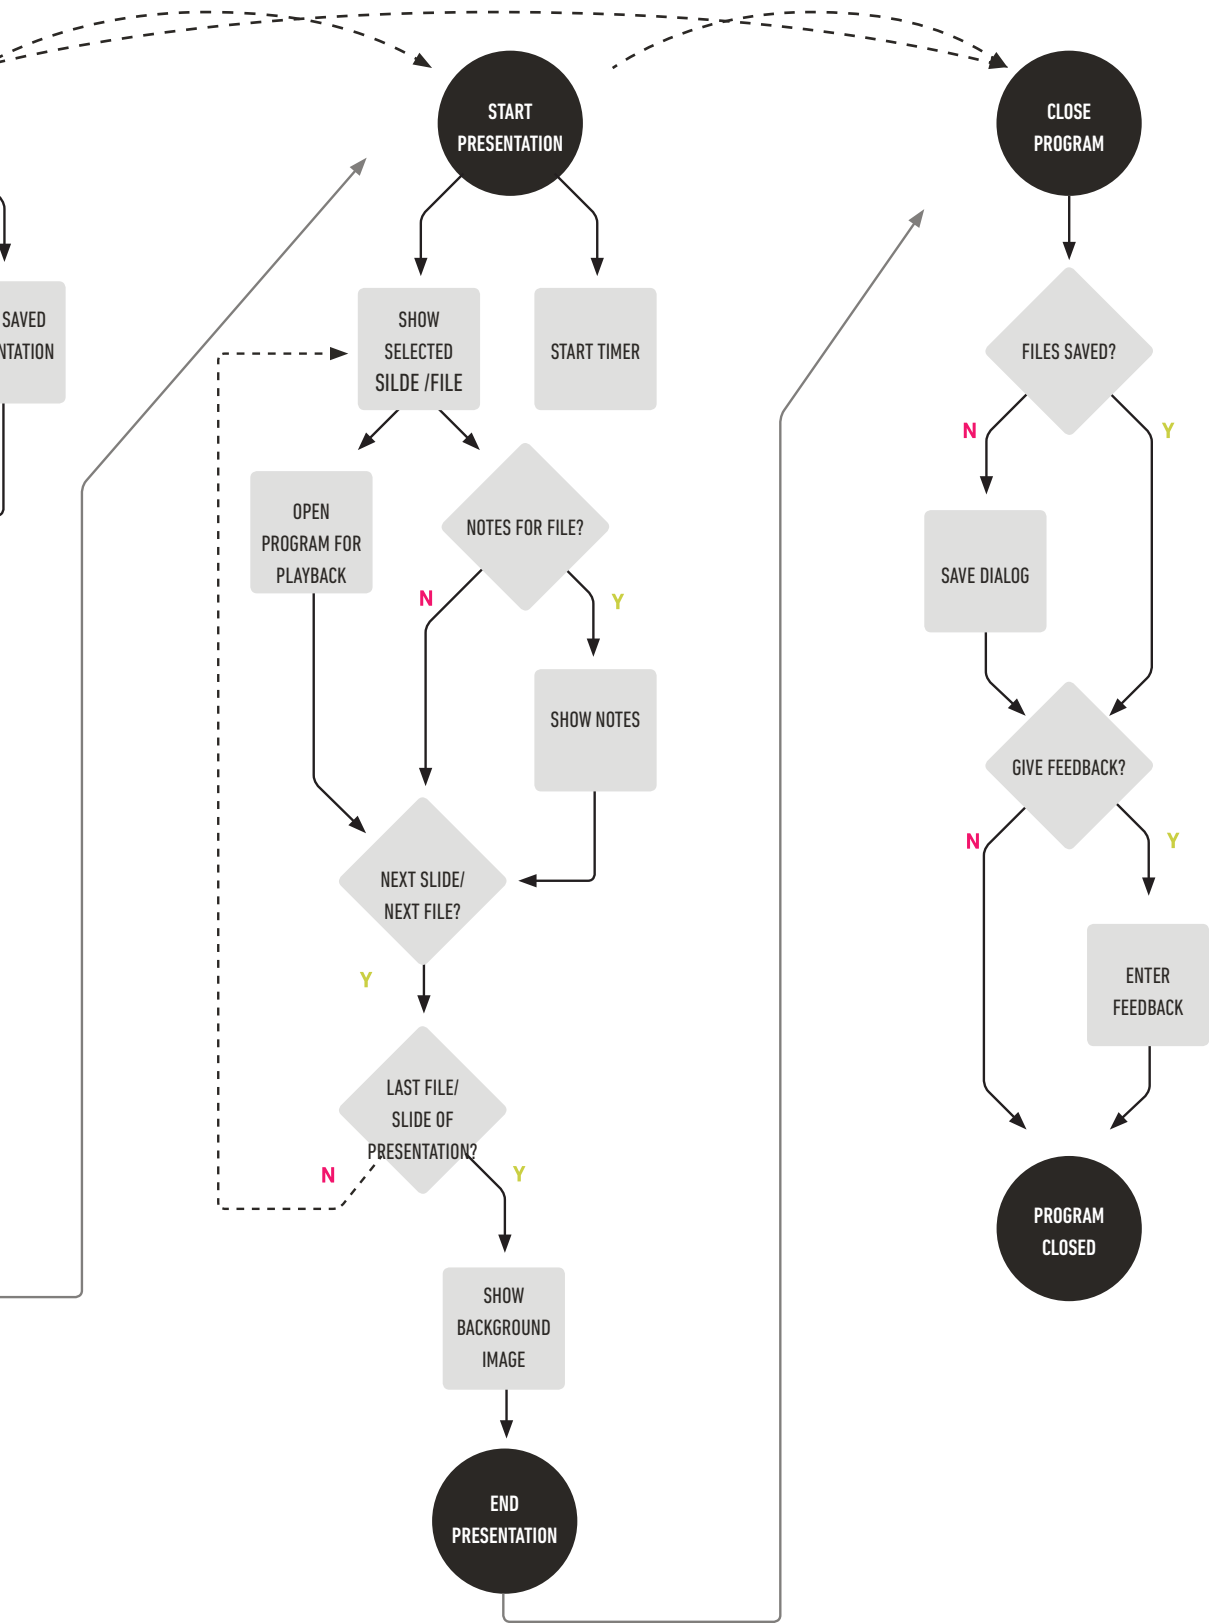 SAVED
NTATION
START
PRESENTATION
SHOW
SELECTED
SILDE /FILE
START TIMER
OPEN
PROGRAM FOR
PLAYBACK
NOTES FOR FILE?
N
Y
SHOW NOTES
NEXT SLIDE/
NEXT FILE?
Y
LAST FILE/
SLIDE OF
PRESENTATION?
N
Y
SHOW
BACKGROUND
IMAGE
END
PRESENTATION
CLOSE
PROGRAM
FILES SAVED?
N
Y
SAVE DIALOG
GIVE FEEDBACK?
N
Y
ENTER
FEEDBACK
PROGRAM
CLOSED